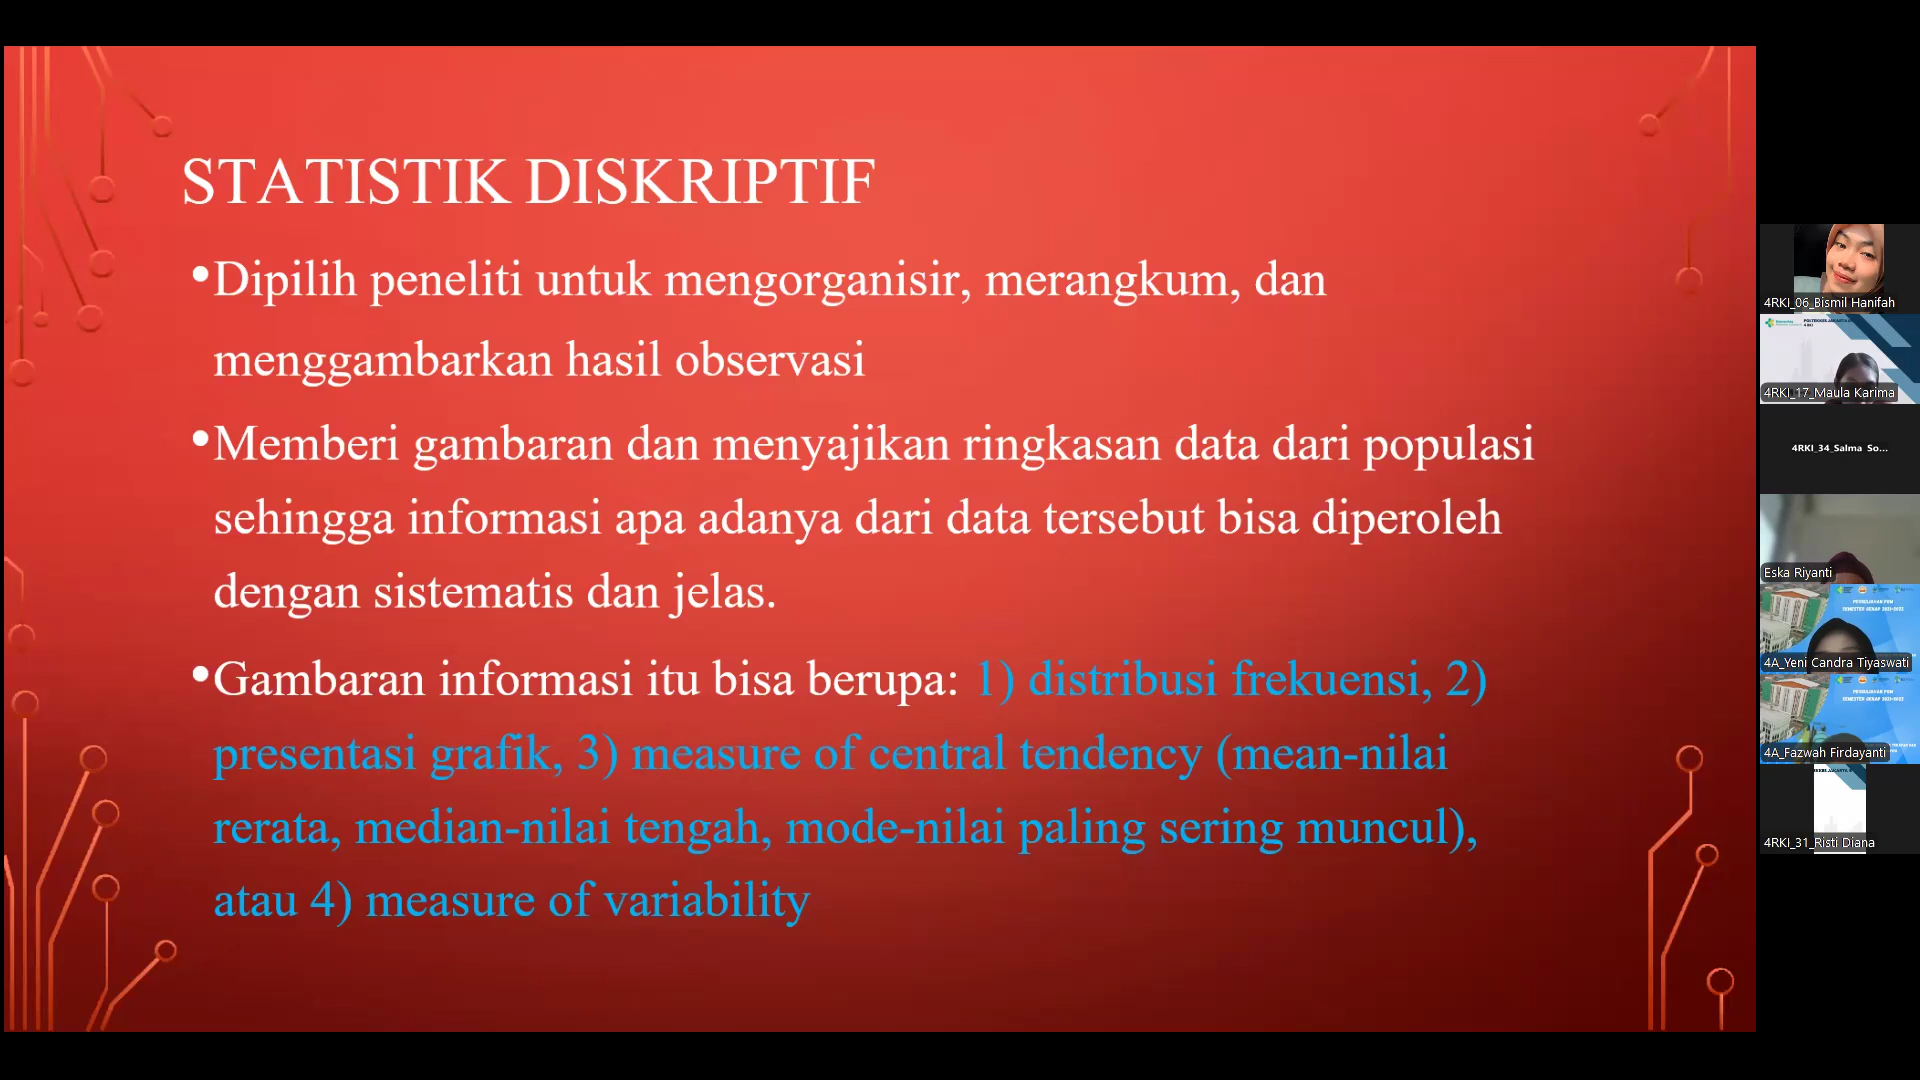 STATISTIK DISKRIPTIF
•Dipilih peneliti untuk mengorganisir, merangkum, dan
menggambarkan hasil observasi
•Memberi gambaran dan menyajikan ringkasan data dari populasi
sehingga informasi apa adanya dari data tersebut bisa diperoleh
dengan sistematis dan jelas.
•Gambaran informasi itu bisa berupa: 1) distribusi frekuensi, 2)
presentasi grafik, 3) measure of central tendency (mean-nilai
rerata, median-nilai tengah, mode-nilai paling sering muncul),
atau 4) measure of variability
4RKI_06_Bismil Hanifah
4RKI_17_Maula Karima
4RKI_34_Salma So...
Eska Riyanti
4A_Yeni Candra Tiyaswati
4A_Fazwah Firdayanti
4RKI_31_Risti Diana